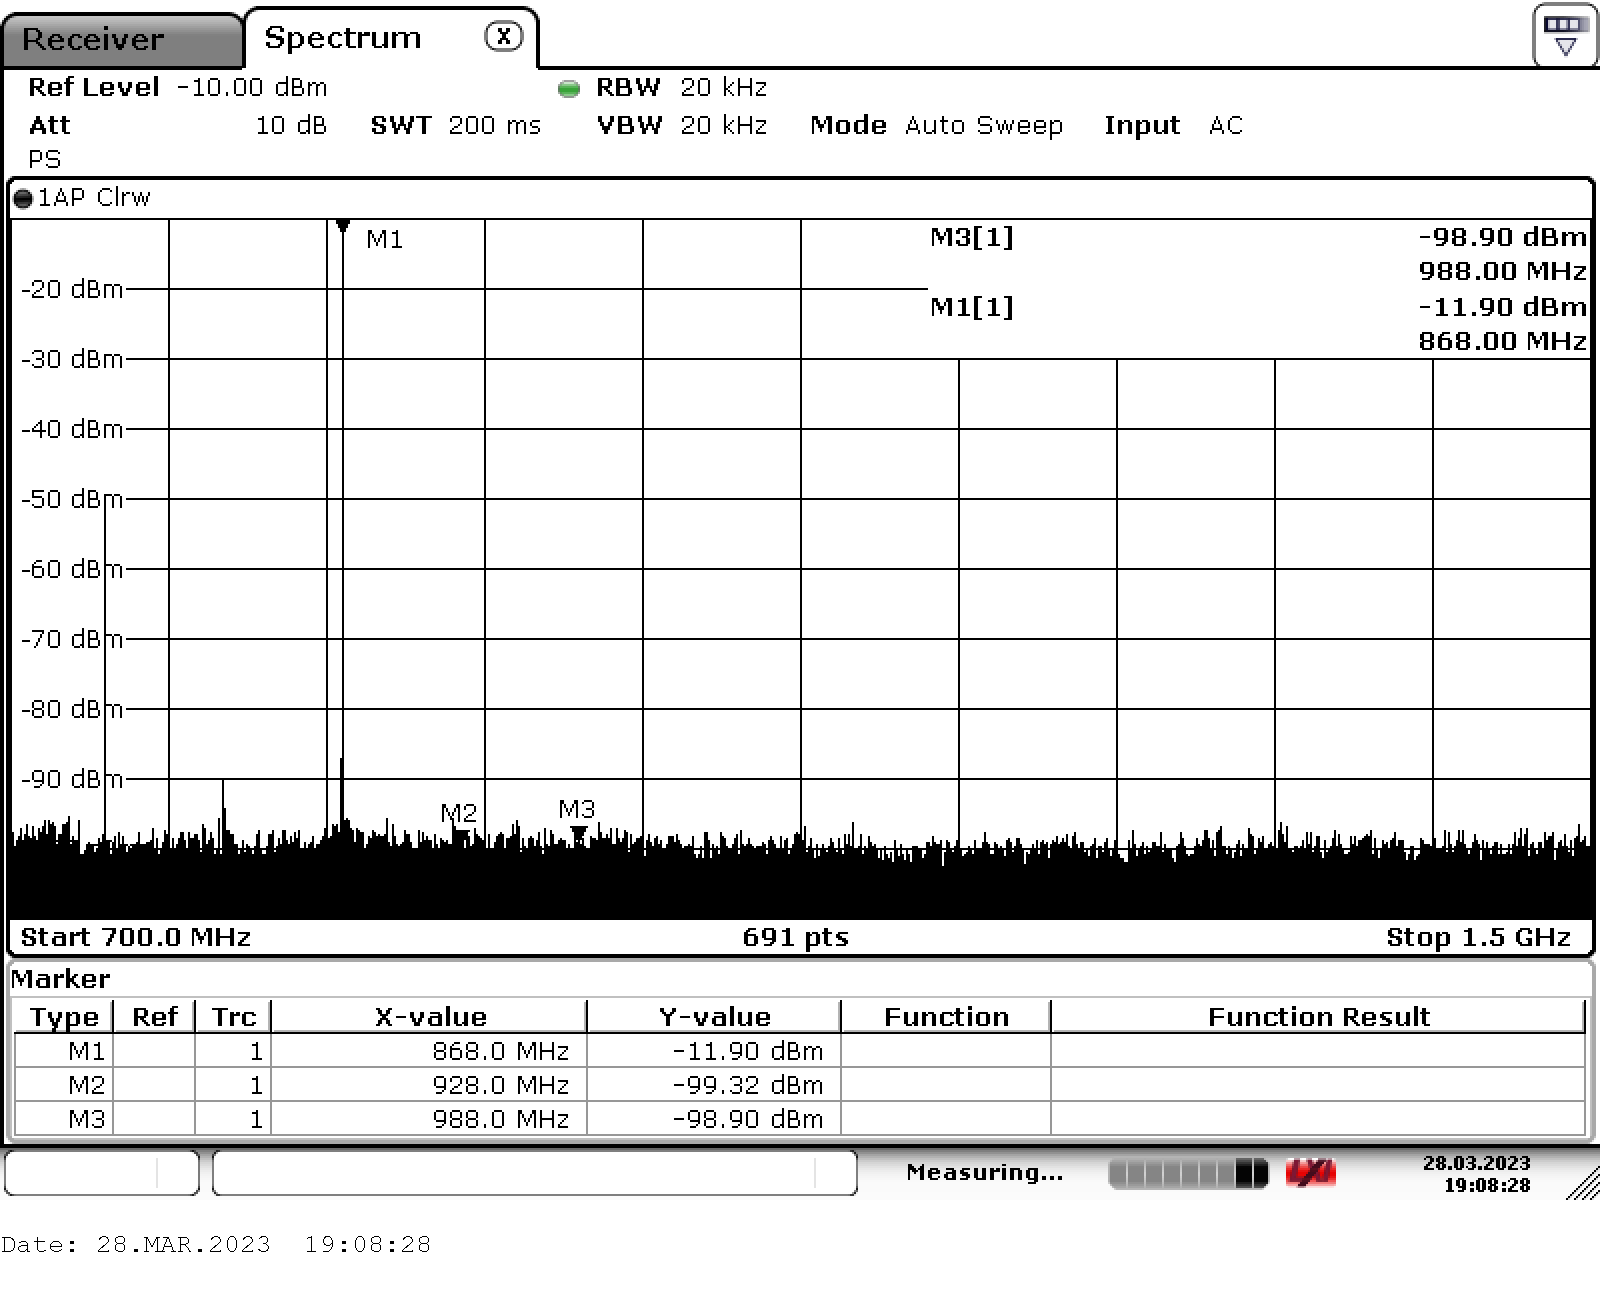 Receiver Spectrum X
Ref Level -10.00 dBm RBW 20 kHz
Att 10 dB SWT 200 ms VBW 20 kHz Mode Auto Sweep Input AC
PS
1AP Clrw
M1 M3[1] -98.90 dBm
988.00 MHz
-20 dBm M1[1] -11.90 dBm
868.00 MHz
-30 dBm
-40 dBm
-50 dBm
-60 dBm
-70 dBm
-80 dBm
-90 dBm
M2 M3
Start 700.0 MHz 691 pts Stop 1.5 GHz
Marker
Type Ref Trc X-value Y-value Function Function Result
M1 1 868.0 MHz -11.90 dBm
M2 1 928.0 MHz -99.32 dBm
M3 1 988.0 MHz -98.90 dBm
Measuring... LXI 28.03.2023
19:08:28
Date: 28.MAR.2023 19:08:28